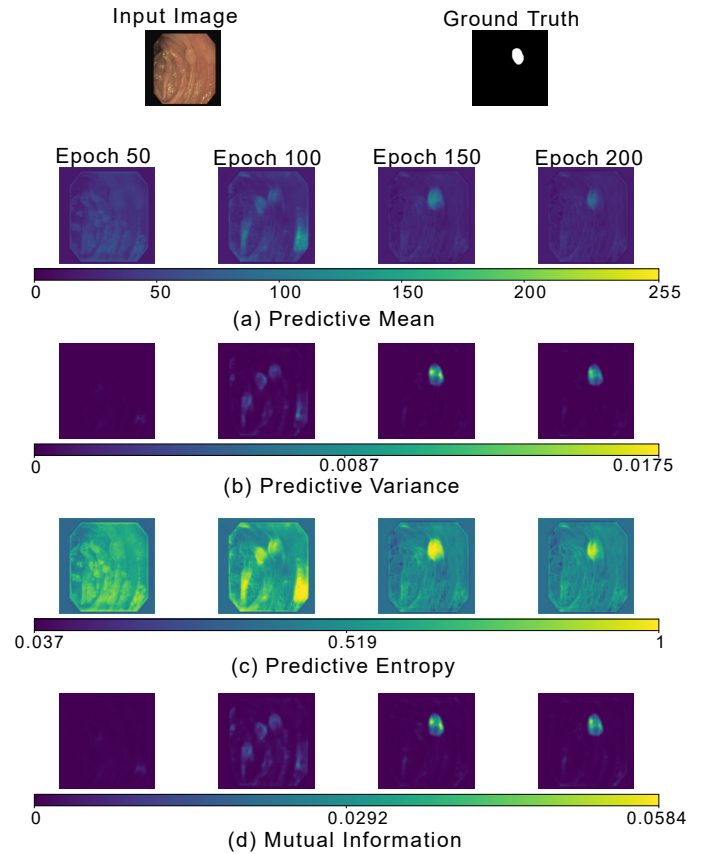 Input Image Ground Truth
Epoch 50 Epoch 100 Epoch 150 Epoch 200
0 50 100 150 200 255
(a) Predictive Mean
0 0.0087 0.0175
(b) Predictive Variance
0.037 0.519 1
(c) Predictive Entropy
0 0.0292 0.0584
(d) Mutual Information